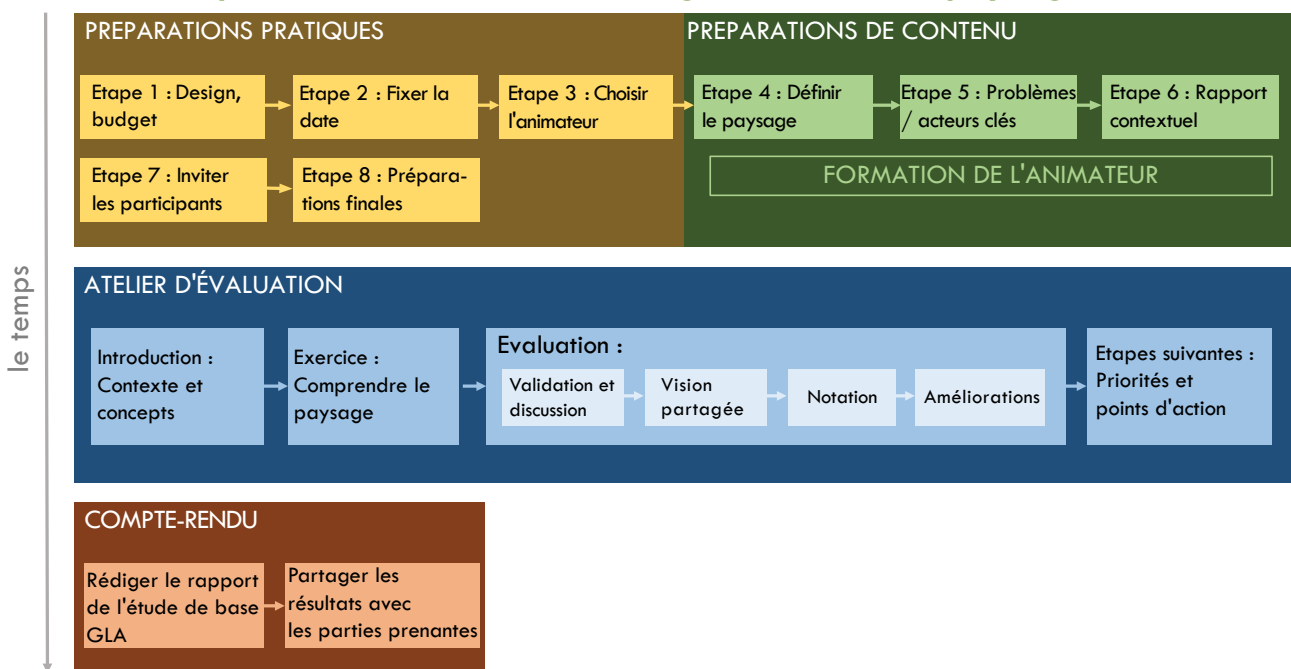 PREPARATIONS PRATIQUES
PREPARATIONS DE CONTENU
Etape 1 : Design,
budget
Etape 2 : Fixer la
date
Etape 3 : Choisir
l'animateur
Etape 4 : Définir
le paysage
Etape 5 : Problèmes
/ acteurs clés
Etape 6 : Rapport
contextuel
Etape 7 : Inviter
les participants
Etape 8 : Prépara-
tions finales
FORMATION DE L'ANIMATEUR
le temps
ATELIER D'ÉVALUATION
Introduction :
Contexte et
concepts
Exercice :
Comprendre le
paysage
Evaluation :
Validation et
discussion
Vision
partagée
Notation
Améliorations
Etapes suivantes :
Priorités et
points d'action
COMPTE-RENDU
Rédiger le rapport
de l'étude de base
GLA
Partager les
résultats avec
les parties prenantes